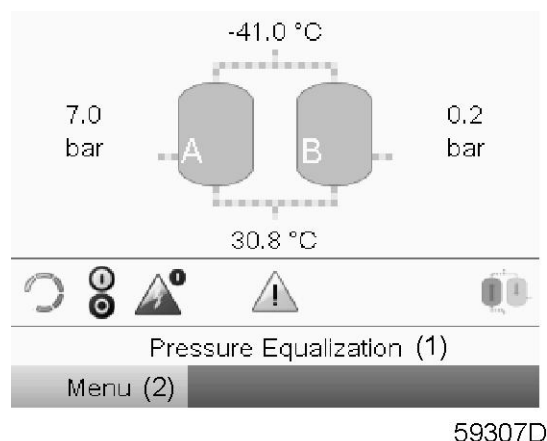 -41.0 °C
7.0
bar
A
B
0.2
bar
30.8 °C
Pressure Equalization (1)
Menu (2)
59307D